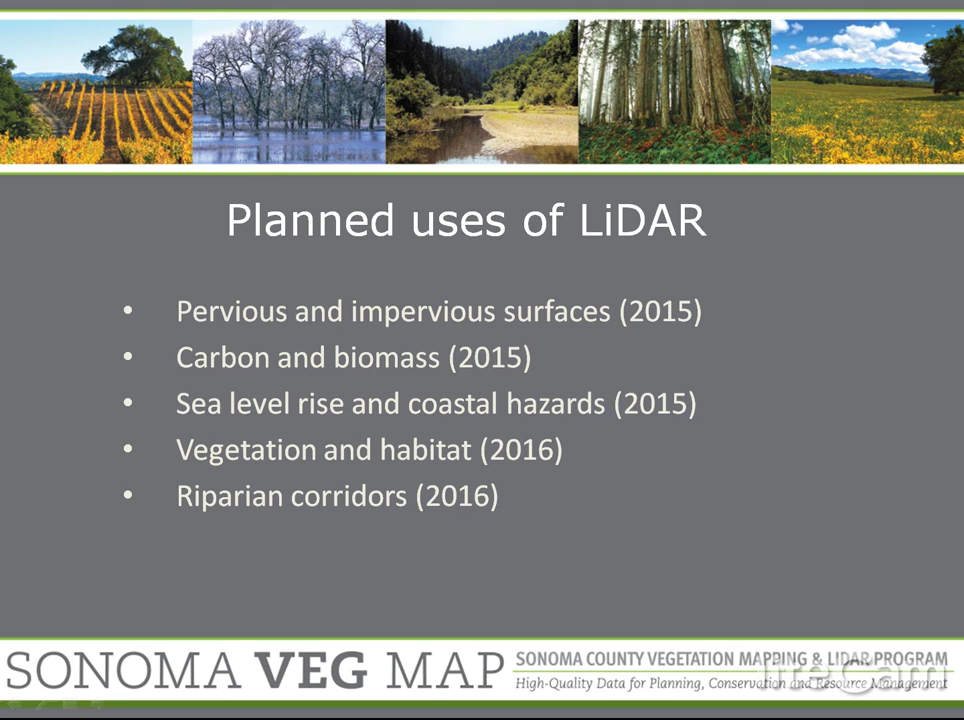 Planned uses of LiDAR
• Pervious and impervious surfaces (2015)
• Carbon and biomass (2015)
• Sea level rise and coastal hazards (2015)
• Vegetation and habitat (2016)
• Riparian corridors (2016)
SONOMA VEG MAP
SONOMA COUNTY VEGETATION MAPPING & LIDAR PROGRAM
High-Quality Data for Planning, Conservation and Resource Management